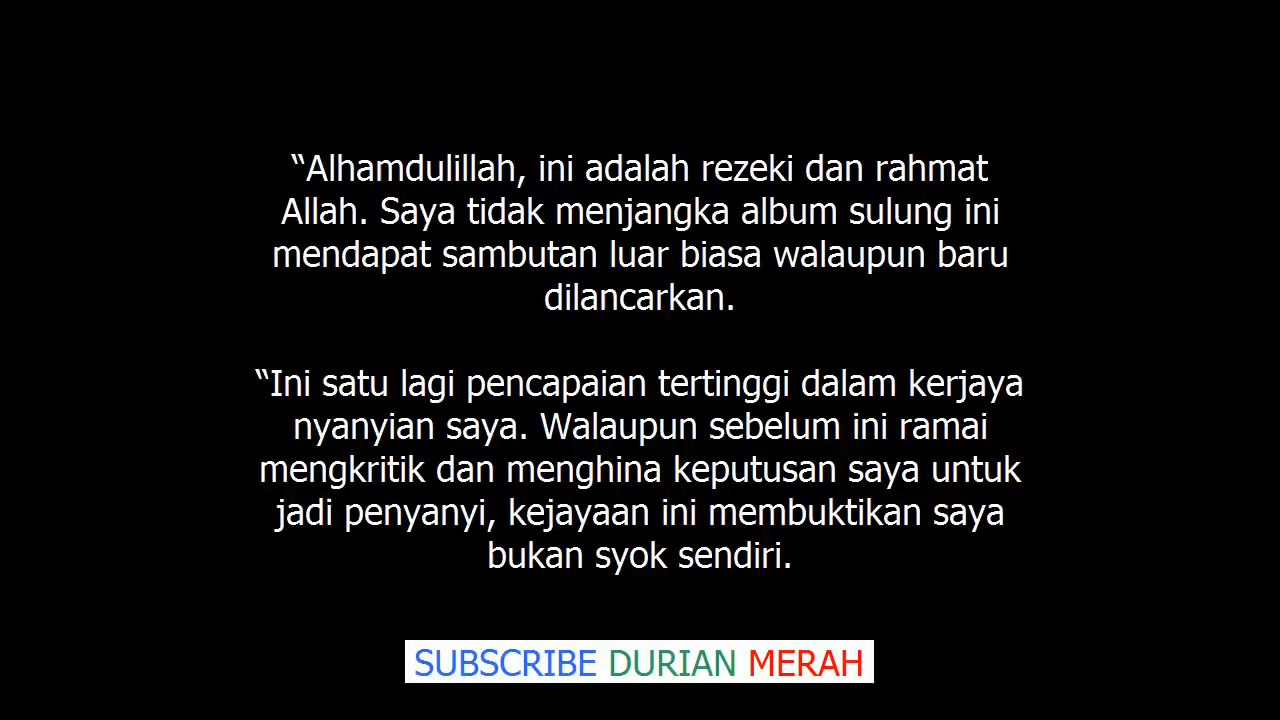 “Alhamdulillah, ini adalah rezeki dan rahmat
Allah. Saya tidak menjangka album sulung ini
mendapat sambutan luar biasa walaupun baru
dilancarkan.
“Ini satu lagi pencapaian tertinggi dalam kerjaya
nyanyian saya. Walaupun sebelum ini ramai
mengkritik dan menghina keputusan saya untuk
jadi penyanyi, kejayaan ini membuktikan saya
bukan syok sendiri.
SUBSCRIBE DURIAN MERAH